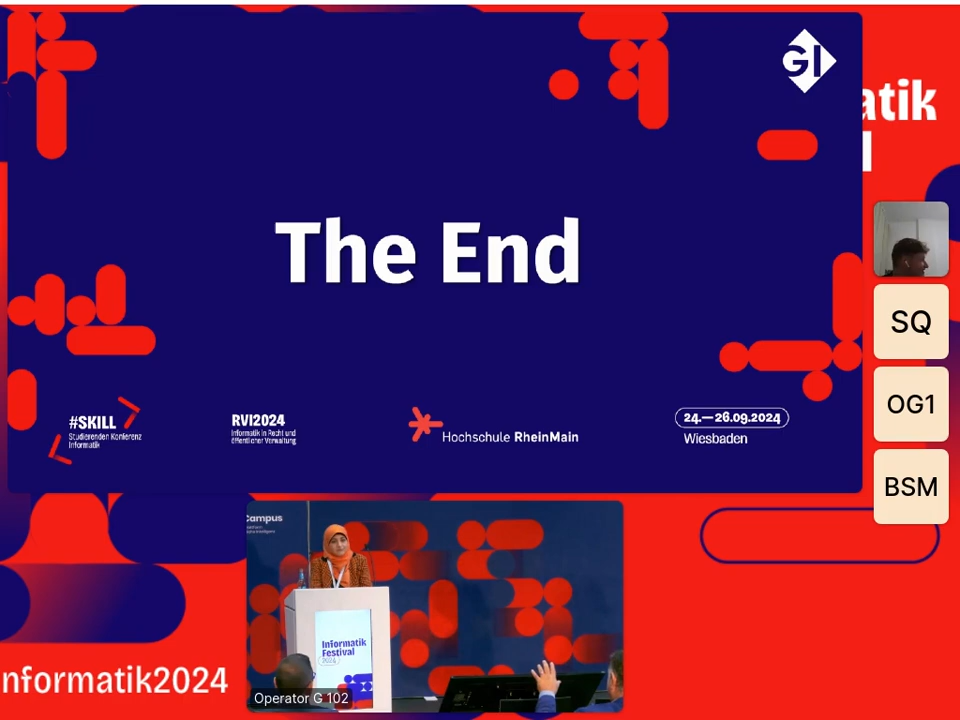 GI
atik
The End
SQ
OG1
BSM
#SKILL
Studierenden Konferenz
Informatik
RVI2024
Informatik in Recht und
öffentlicher Verwaltung
Hochschule RheinMain
24.—26.09.2024
Wiesbaden
Campus
Informatik
Festival
2024
Operator G 102
nformatik2024